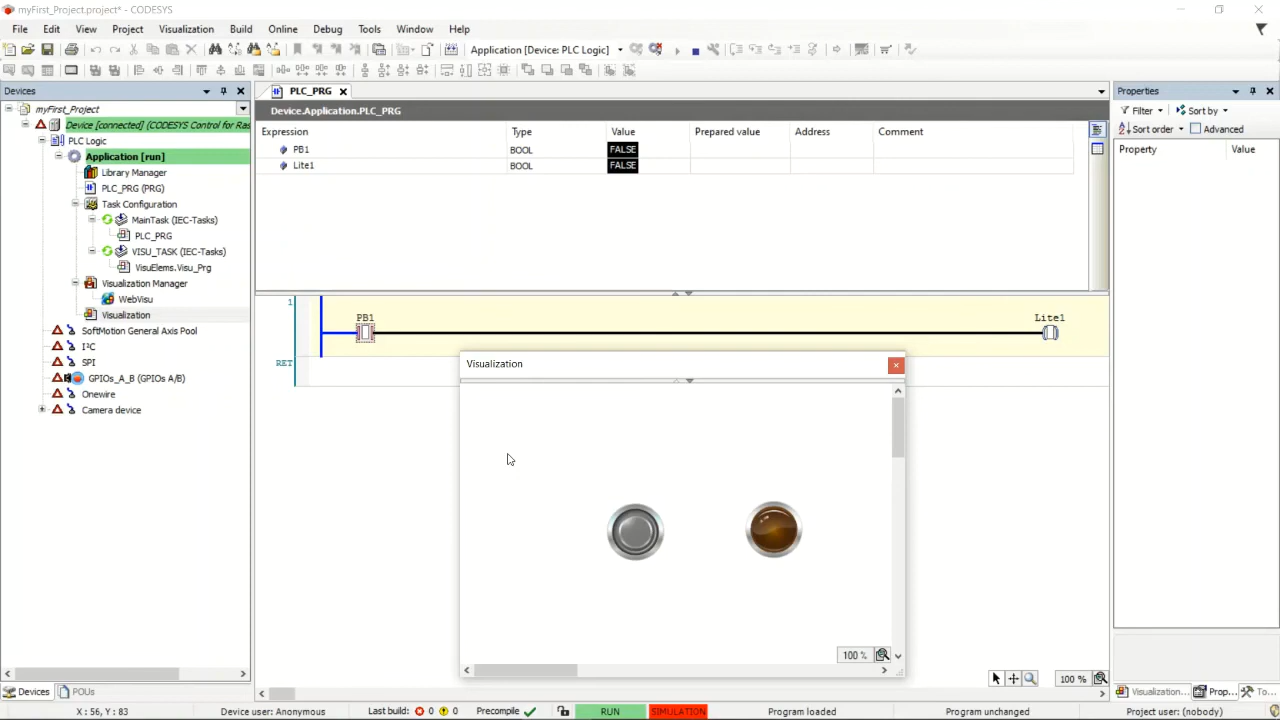 myFirst_Project.project* - CODESYS
File Edit View Project Visualization Build Online Debug Tools Window Help
Application [Device: PLC Logic]
Devices
myFirst_Project
Device [connected] (CODESYS Control for Ras
PLC Logic
Application [run]
Library Manager
PLC_PRG (PRG)
Task Configuration
MainTask (IEC-Tasks)
PLC_PRG
VISU_TASK (IEC-Tasks)
VisuElems.Visu_Prg
Visualization Manager
WebVisu
Visualization
SoftMotion General Axis Pool
I²C
SPI
GPIOs_A_B (GPIOs A/B)
Onewire
Camera device
Devices POUs
PLC_PRG
Device.Application.PLC_PRG
Expression Type Value Prepared value Address Comment
PB1 BOOL FALSE
Lite1 BOOL FALSE
1
PB1 Lite1
RET
Visualization
100 %
100 %
Properties
Filter Sort by
Sort order Advanced
Property Value
Visualization... Prop... To...
X : 56, Y : 83 Device user: Anonymous Last build: 0 0 Precompile RUN SIMULATION Program loaded Program unchanged Project user: (nobody)